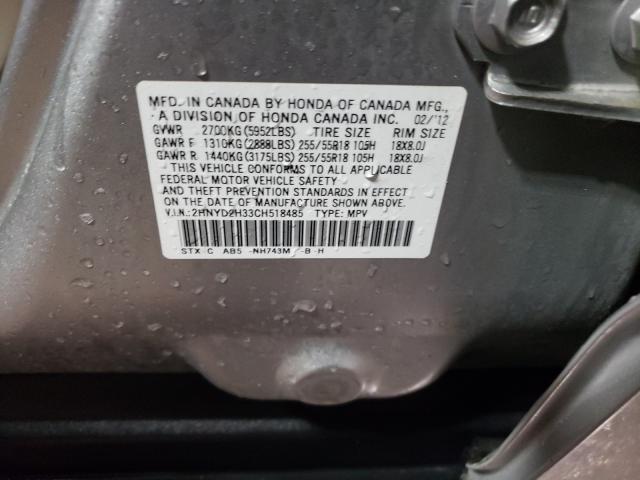 MFD. IN CANADA BY HONDA OF CANADA MFG.,
A DIVISION OF HONDA CANADA INC. 02/'12
GVWR 2700KG(5952LBS) TIRE SIZE RIM SIZE
GAWR F 1310KG(2888LBS) 255/55R18 105H 18X8.0J
GAWR R 1440KG(3175LBS) 255/55R18 105H 18X8.0J
THIS VEHICLE CONFORMS TO ALL APPLICABLE
FEDERAL MOTOR VEHICLE SAFETY
AND THEFT PREVENTION STANDARDS IN EFFECT
ON THE DATE OF MANUFACTURE SHOWN ABOVE.
V.I.N.: 2HNYD2H33CH518485 TYPE: MPV
STX C AB5 -NH743M -B-H